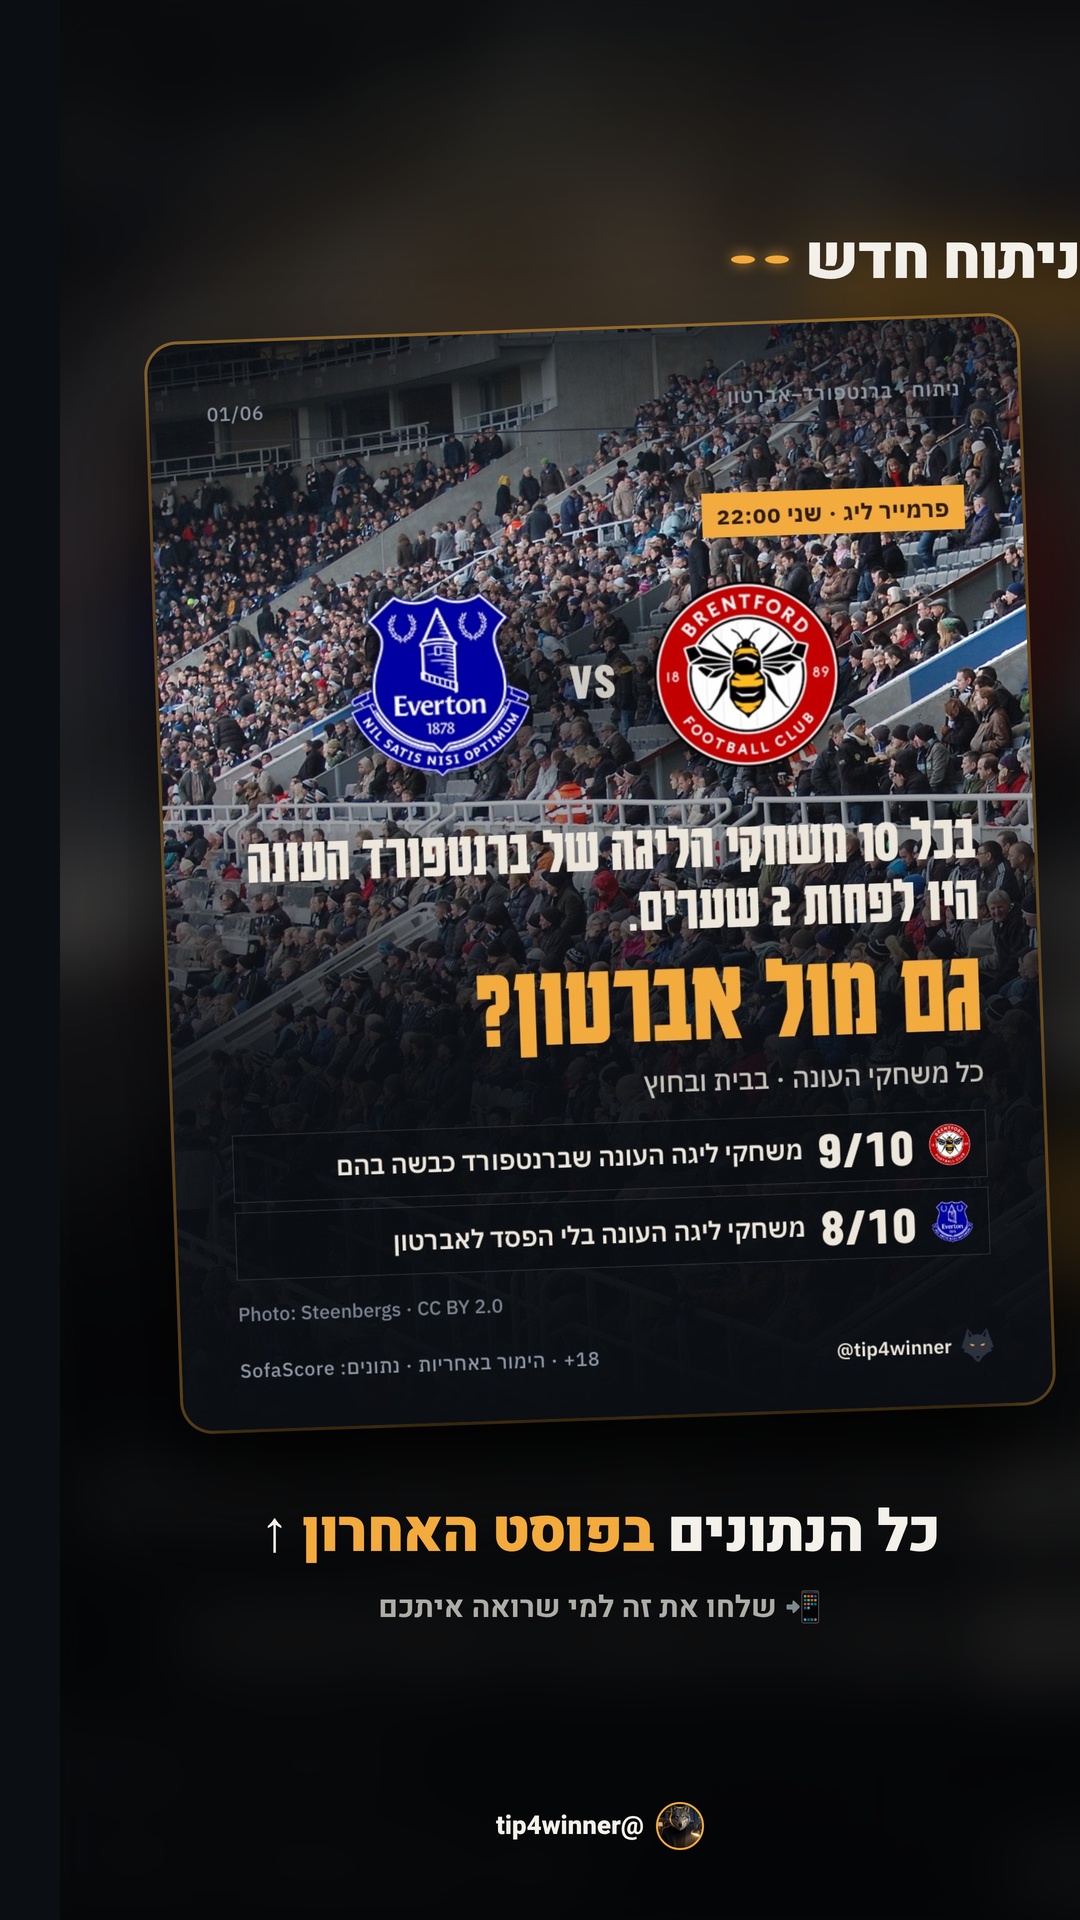 ניתוח חדש
ניתוח · ברנטפורד–אברטון
01/06
פרמייר ליג · שני 22:00
BRENTFORD
18 89
FOOTBALL CLUB
VS
Everton
1878
NIL SATIS NISI OPTIMUM
בכל 10 משחקי הליגה של ברנטפורד העונה
היו לפחות 2 שערים.
גם מול אברטון?
כל משחקי העונה · בבית ובחוץ
9/10 משחקי ליגה העונה שברנטפורד כבשה בהם
8/10 משחקי ליגה העונה בלי הפסד לאברטון
Photo: Steenbergs · CC BY 2.0
@tip4winner
18+ · הימור באחריות · נתונים: SofaScore
כל הנתונים בפוסט האחרון ↑
📲 שלחו את זה למי שרואה איתכם
tip4winner@